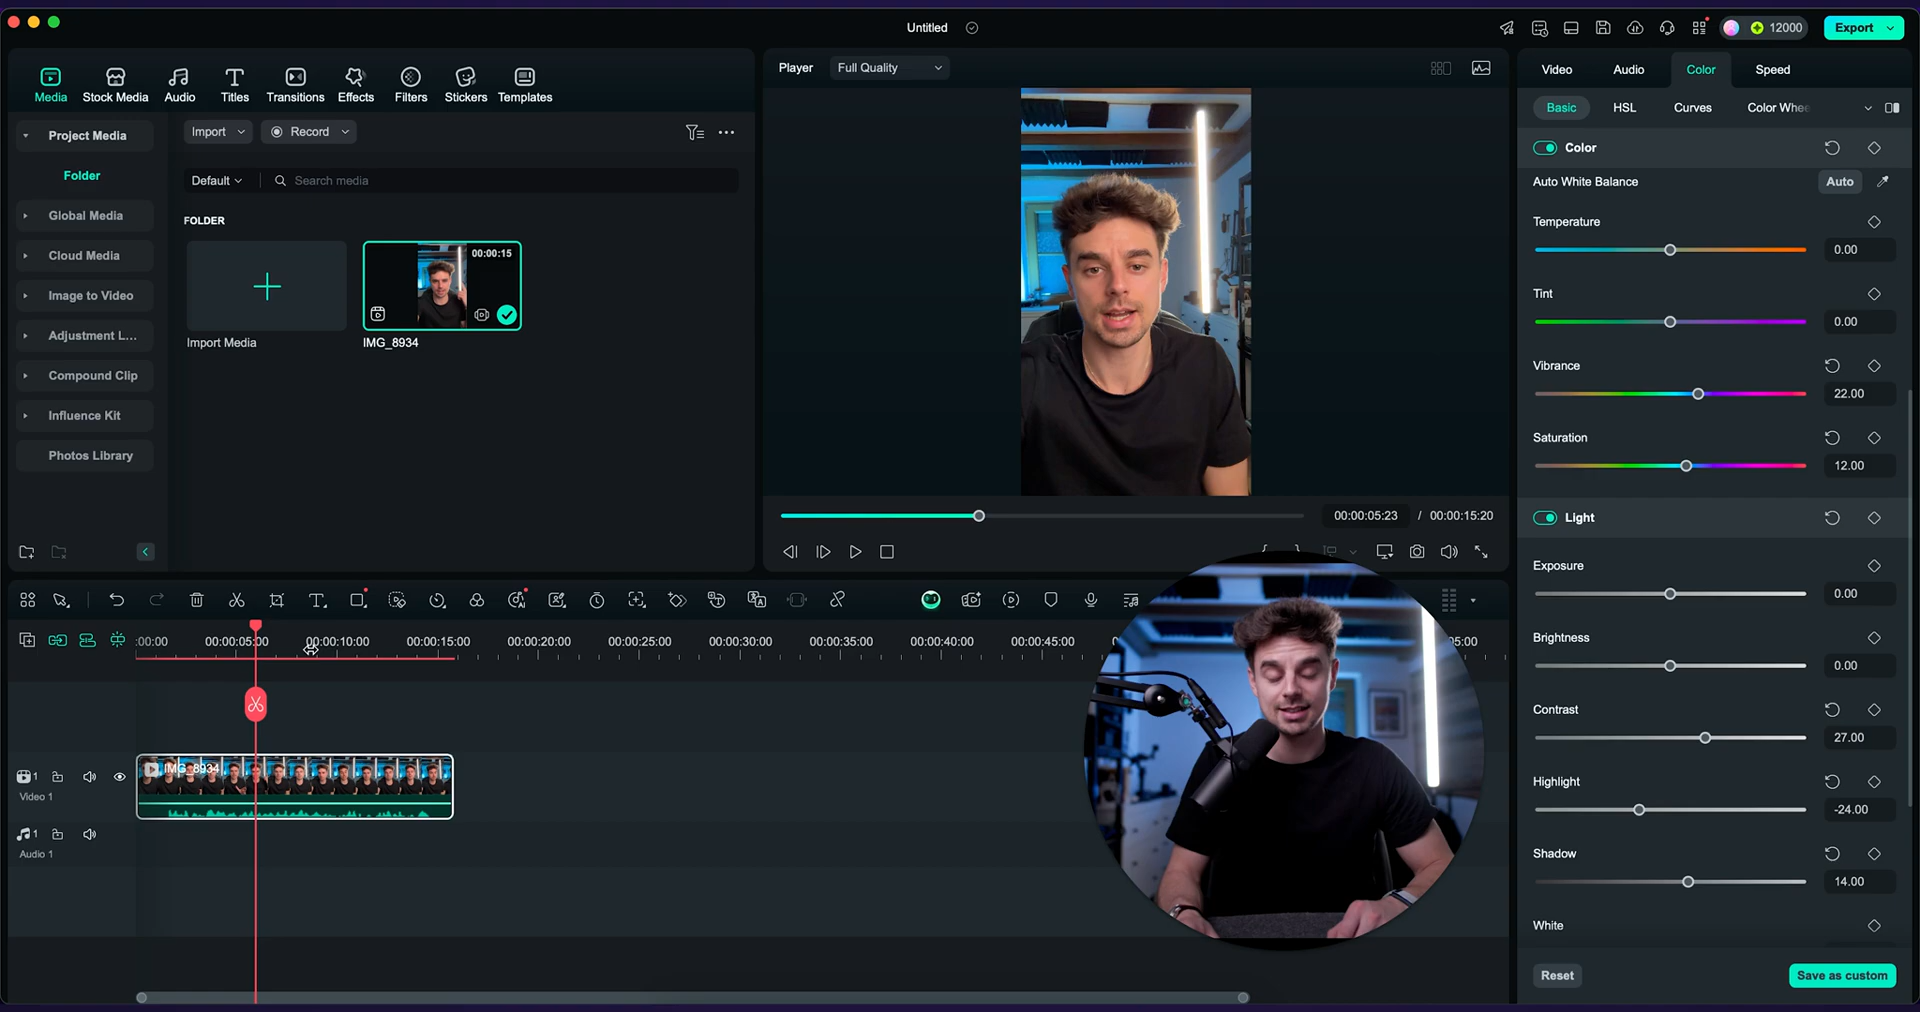 Untitled
12000
Export
Media
Stock Media
Audio
Titles
Transitions
Effects
Filters
Stickers
Templates
Player
Full Quality
Video
Audio
Color
Speed
Project Media
Folder
Global Media
Cloud Media
Image to Video
Adjustment L...
Compound Clip
Influence Kit
Photos Library
Import
Record
Default
Search media
FOLDER
Import Media
00:00:15
IMG_8934
00:00:05:23 / 00:00:15:20
Basic
HSL
Curves
Color Whee
Color
Auto White Balance
Auto
Temperature
0.00
Tint
0.00
Vibrance
22.00
Saturation
12.00
Light
Exposure
0.00
Brightness
0.00
Contrast
27.00
Highlight
-24.00
Shadow
14.00
White
Reset
Save as custom
:00:00
00:00:05:00
00:00:10:00
00:00:15:00
00:00:20:00
00:00:25:00
00:00:30:00
00:00:35:00
00:00:40:00
00:00:45:00
05:00
1
Video 1
IMG_8934
1
Audio 1